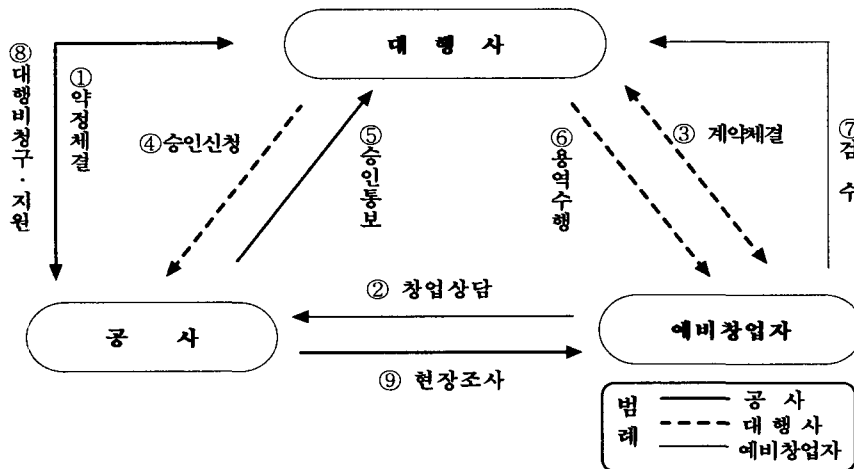 대 행 사
⑧대행비청구·지원
①약정체결
④승인신청
⑤승인통보
⑥용역수행
③ 계약체결
⑦검 수
② 창업상담
공 사
예비창업자
⑨ 현장조사
범례
공 사
대 행 사
예비창업자